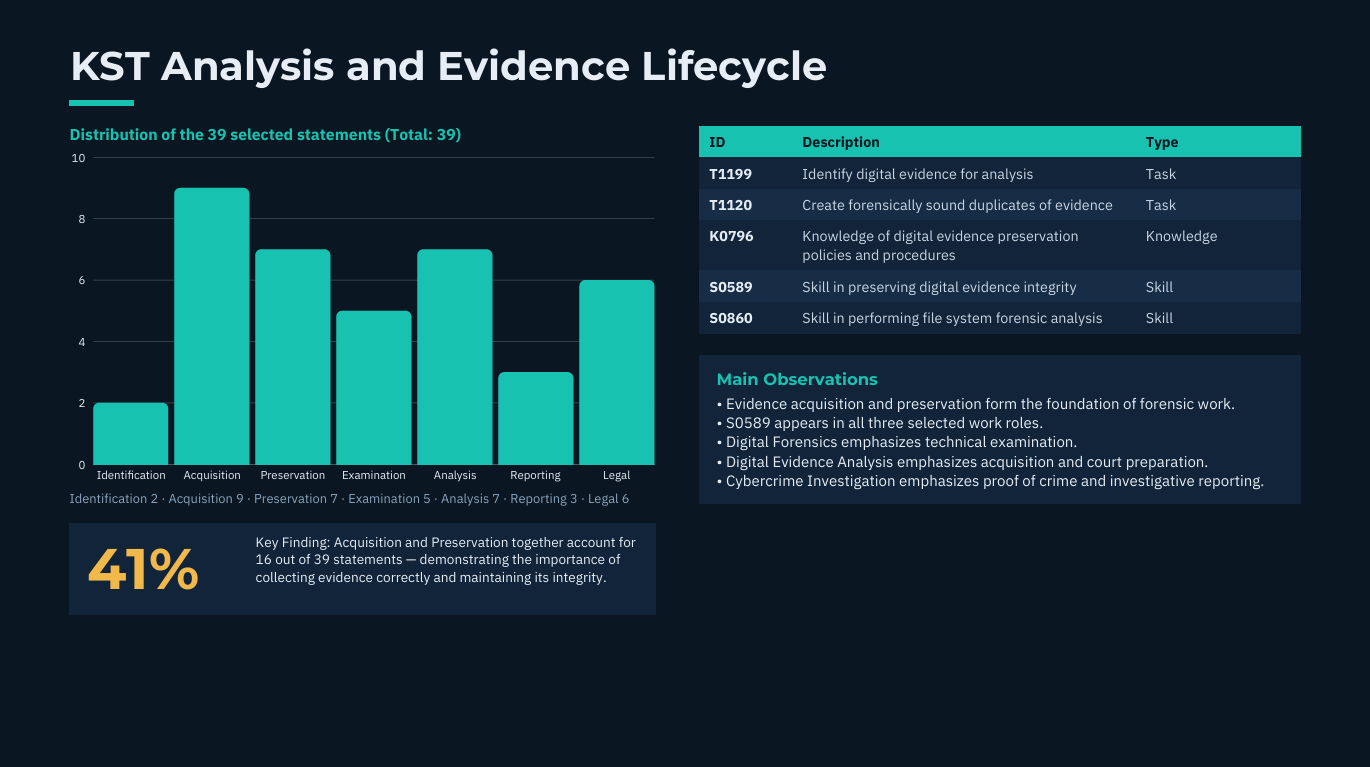 KST Analysis and Evidence Lifecycle
Distribution of the 39 selected statements (Total: 39)
10
8
6
4
2
0
Identification Acquisition Preservation Examination Analysis Reporting Legal
Identification 2 · Acquisition 9 · Preservation 7 · Examination 5 · Analysis 7 · Reporting 3 · Legal 6
41%
Key Finding: Acquisition and Preservation together account for
16 out of 39 statements — demonstrating the importance of
collecting evidence correctly and maintaining its integrity.
ID Description Type
T1199 Identify digital evidence for analysis Task
T1120 Create forensically sound duplicates of evidence Task
K0796 Knowledge of digital evidence preservation Knowledge
policies and procedures
S0589 Skill in preserving digital evidence integrity Skill
S0860 Skill in performing file system forensic analysis Skill
Main Observations
• Evidence acquisition and preservation form the foundation of forensic work.
• S0589 appears in all three selected work roles.
• Digital Forensics emphasizes technical examination.
• Digital Evidence Analysis emphasizes acquisition and court preparation.
• Cybercrime Investigation emphasizes proof of crime and investigative reporting.